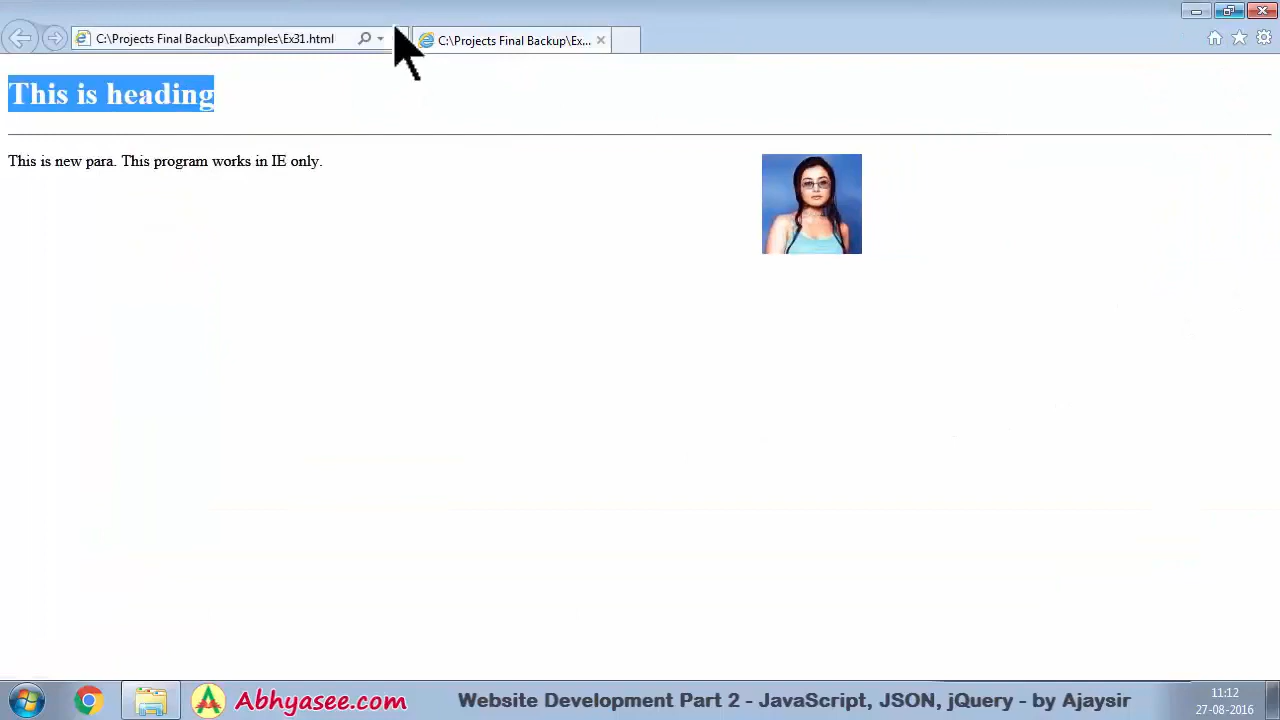 C:\Projects Final Backup\Examples\Ex31.html
C:\Projects Final Backup\Ex...
This is heading
This is new para. This program works in IE only.
Abhyasee.com
Website Development Part 2 - JavaScript, JSON, jQuery - by Ajaysir
11:12
27-08-2016